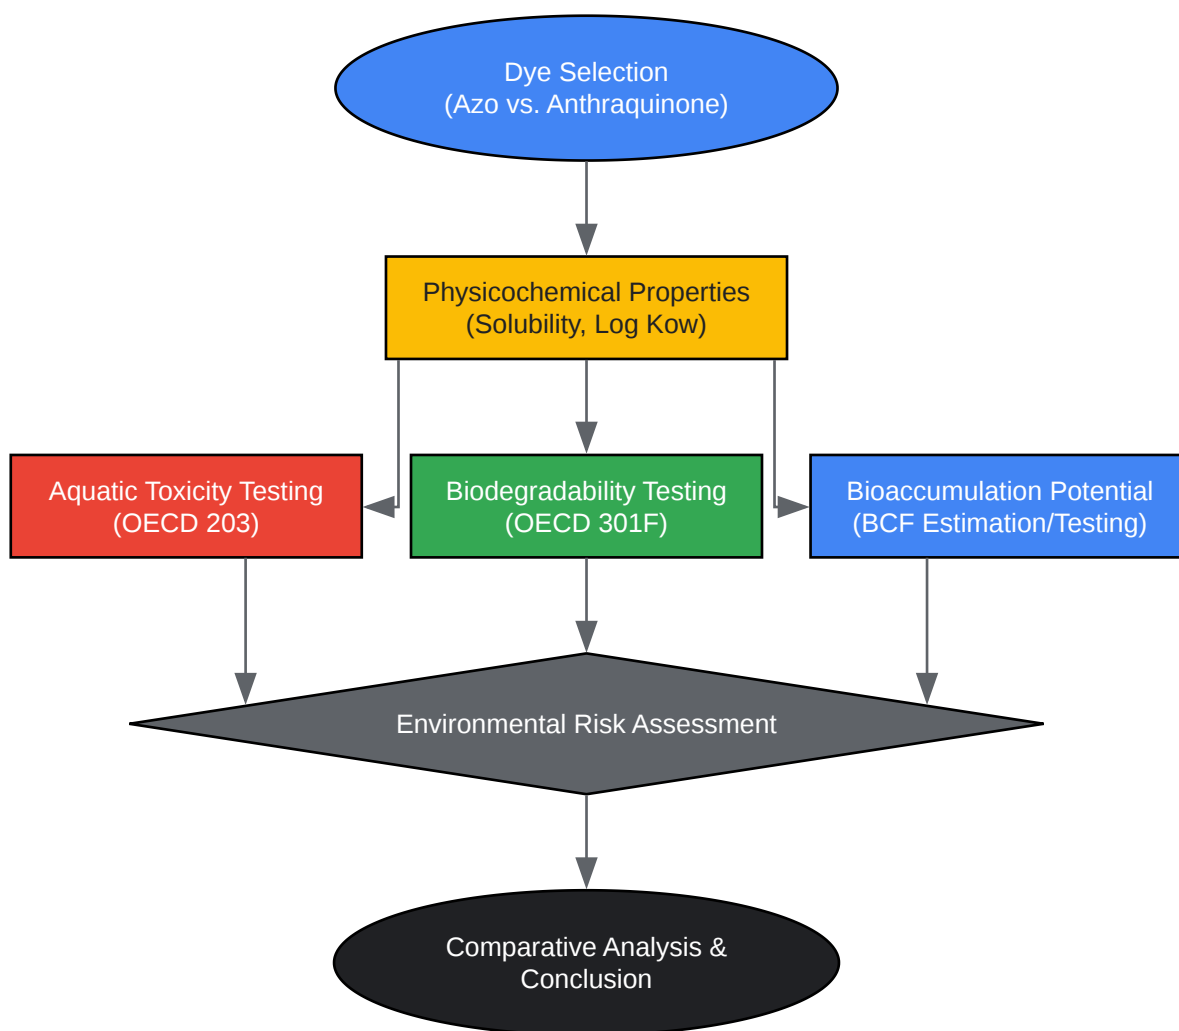 Dye Selection
(Azo vs. Anthraquinone)
Physicochemical Properties
(Solubility, Log Kow)
Aquatic Toxicity Testing
(OECD 203)
Biodegradability Testing
(OECD 301F)
Bioaccumulation Potential
(BCF Estimation/Testing)
Environmental Risk Assessment
Comparative Analysis &
Conclusion